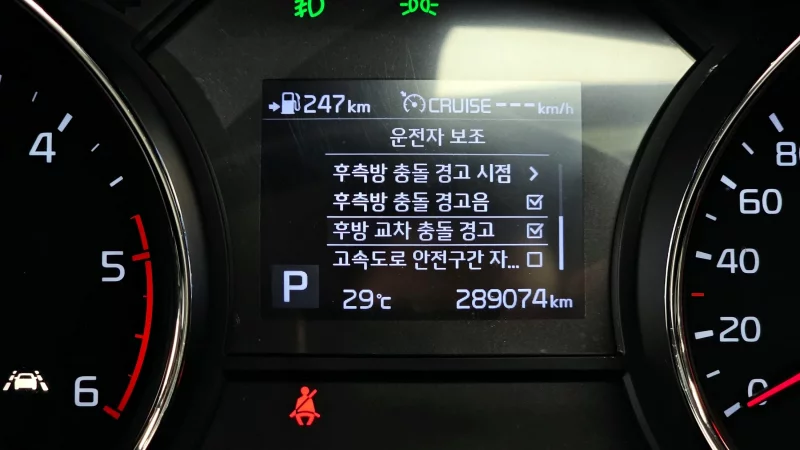 247km CRUISE---km/h
운전자 보조
후측방 충돌 경고 시점
후측방 충돌 경고음
후방 교차 충돌 경고
고속도로 안전구간 자...
P
29℃ 289074km
4
5
6
80
60
40
20
0